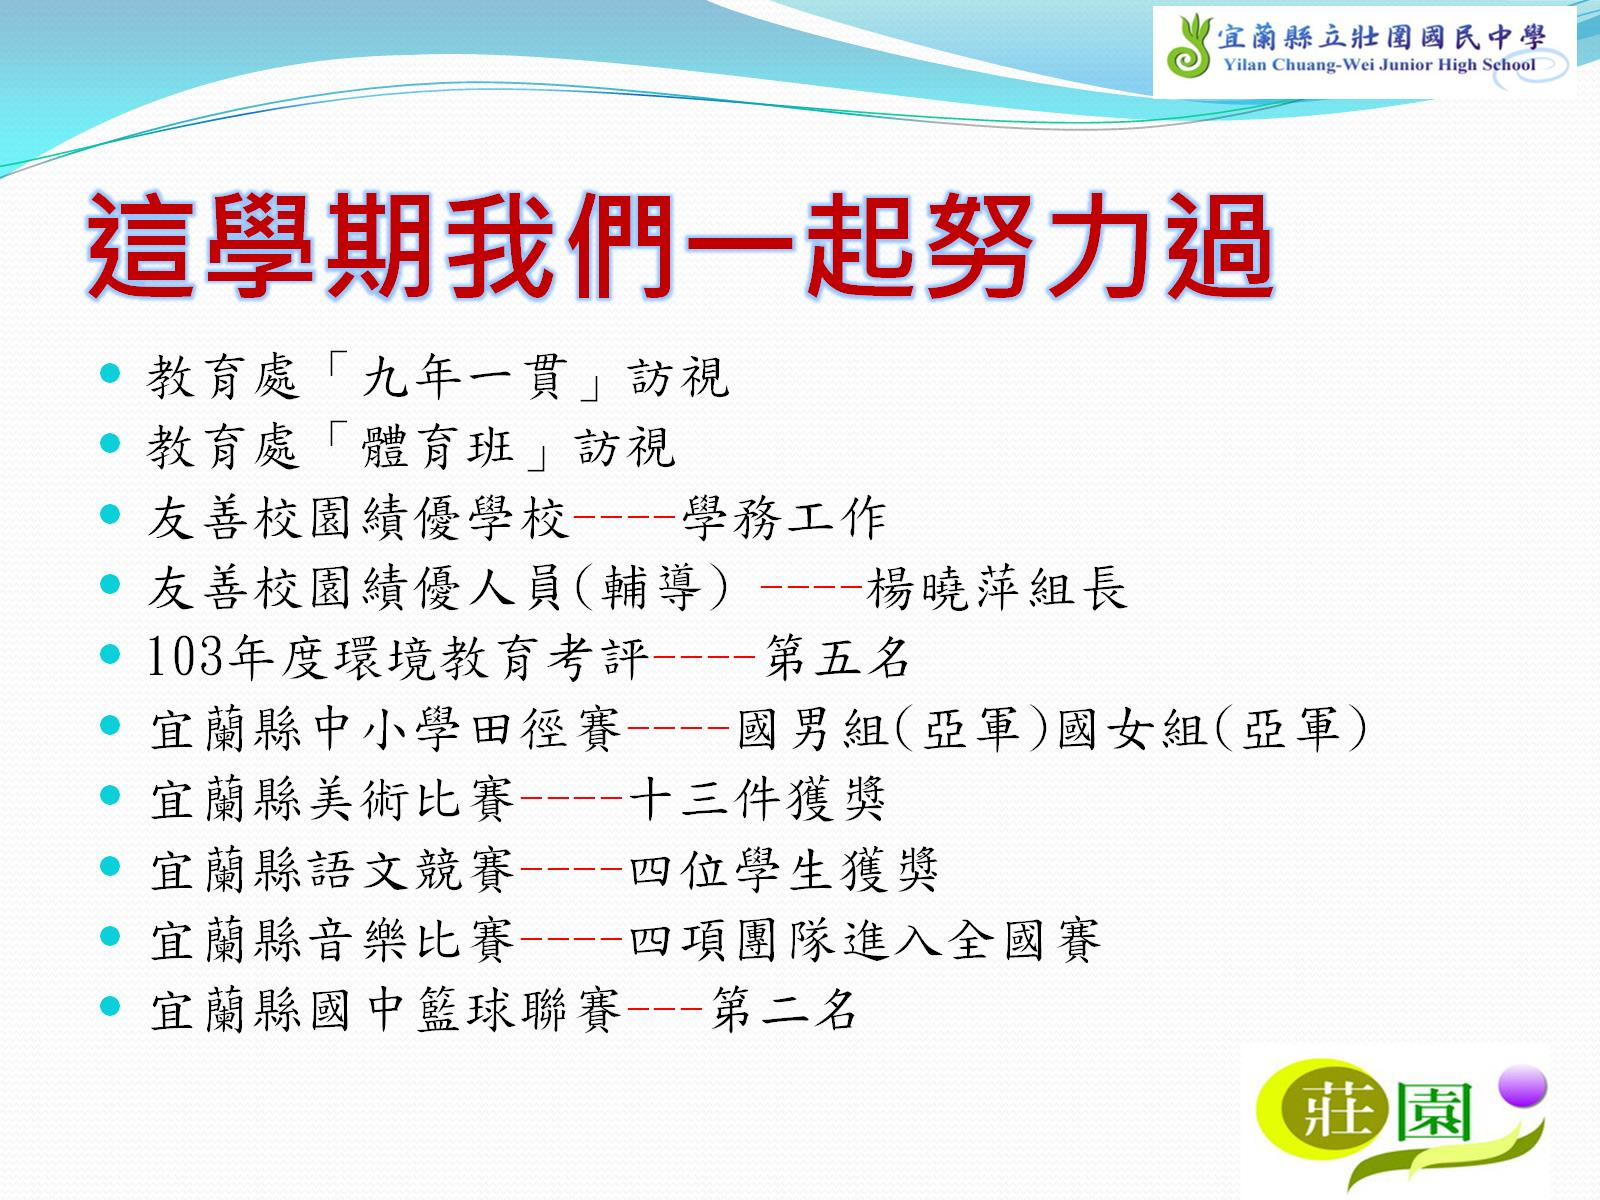 宜蘭縣立壯圍國民中學
Yilan Chuang-Wei Junior High School
這學期我們一起努力過
• 教育處「九年一貫」訪視
• 教育處「體育班」訪視
• 友善校園績優學校----學務工作
• 友善校園績優人員(輔導) ----楊曉萍組長
• 103年度環境教育考評----第五名
• 宜蘭縣中小學田徑賽----國男組(亞軍)國女組(亞軍)
• 宜蘭縣美術比賽----十三件獲獎
• 宜蘭縣語文競賽----四位學生獲獎
• 宜蘭縣音樂比賽----四項團隊進入全國賽
• 宜蘭縣國中籃球聯賽---第二名
莊園